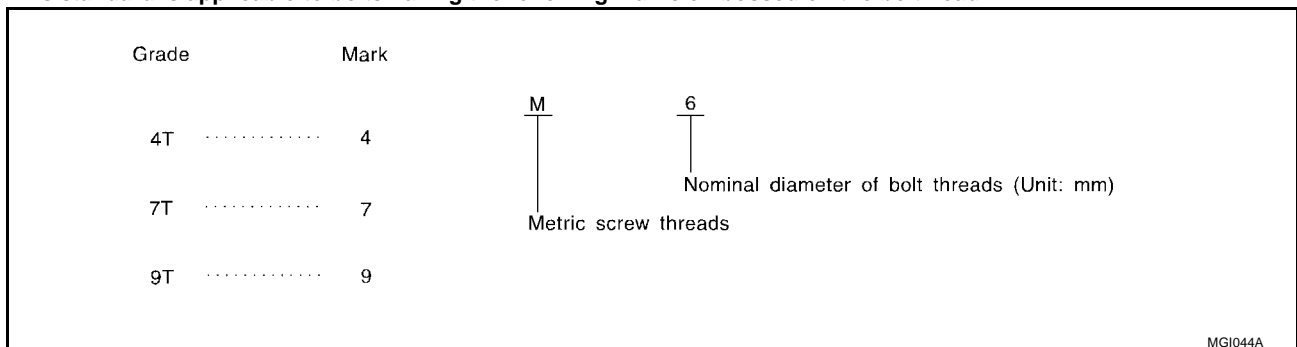 Grade Mark
M 6
4T ............. 4
Nominal diameter of bolt threads (Unit: mm)
7T ............. 7
Metric screw threads
9T ............. 9
MGI044A